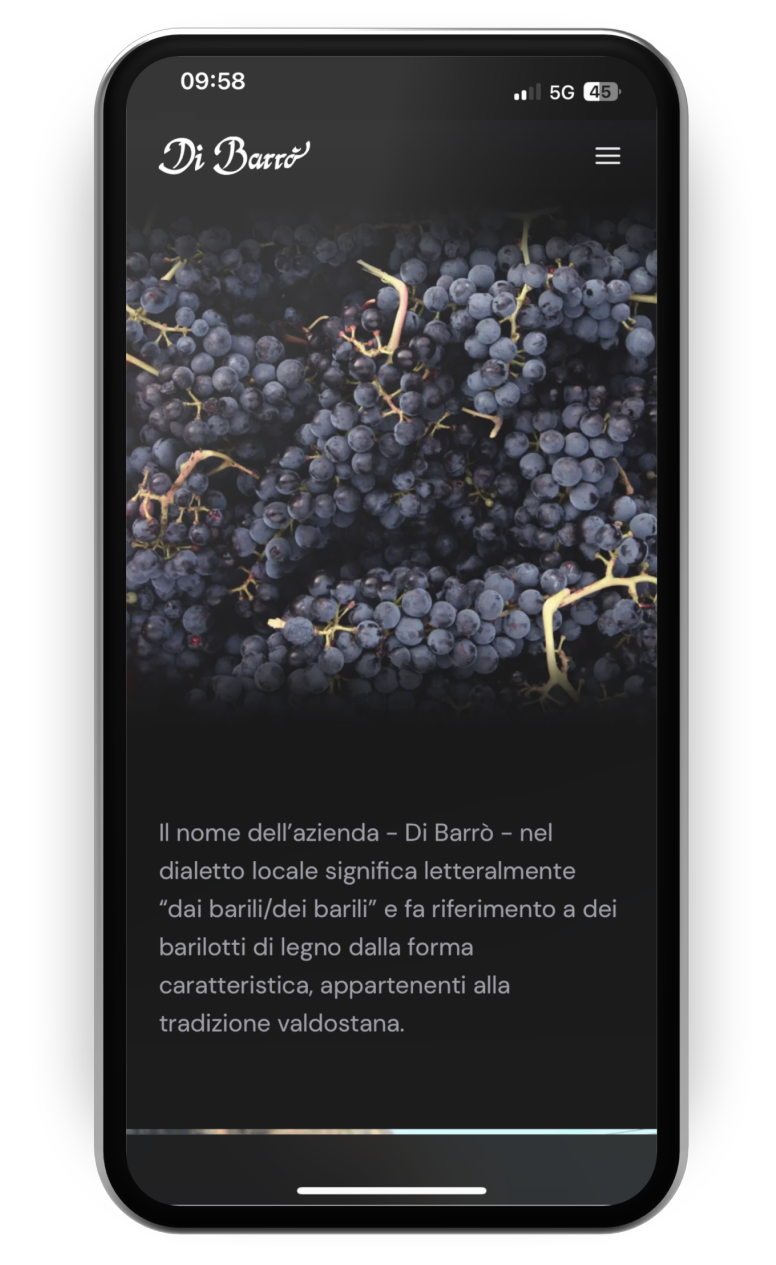 09:58
5G 45
Di Barrò
Il nome dell’azienda – Di Barrò – nel
dialetto locale significa letteralmente
“dai barili/dei barili” e fa riferimento a dei
barilotti di legno dalla forma
caratteristica, appartenenti alla
tradizione valdostana.